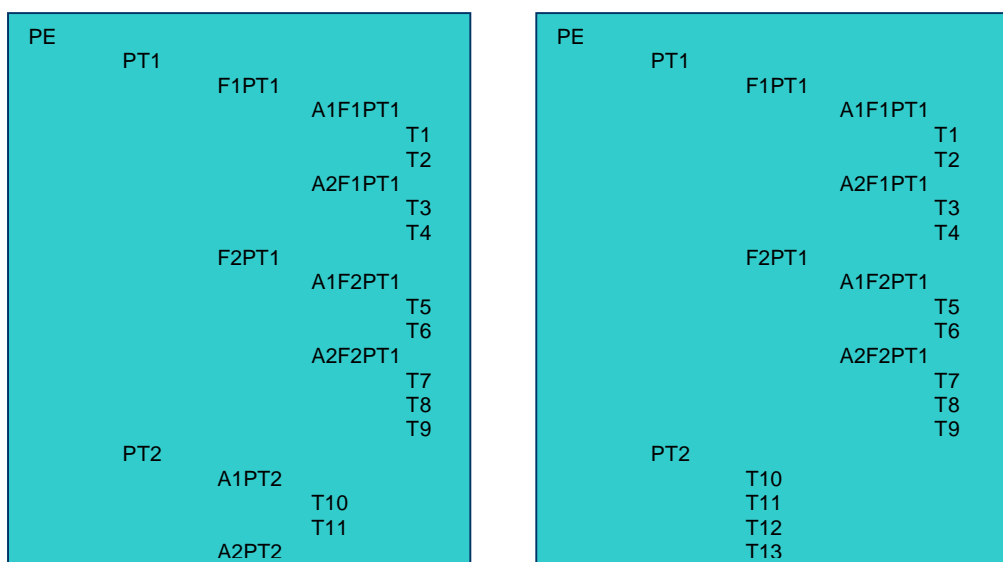 PE
PT1
F1PT1
A1F1PT1
T1
T2
A2F1PT1
T3
T4
F2PT1
A1F2PT1
T5
T6
A2F2PT1
T7
T8
T9
PT2
A1PT2
T10
T11
A2PT2
PE
PT1
F1PT1
A1F1PT1
T1
T2
A2F1PT1
T3
T4
F2PT1
A1F2PT1
T5
T6
A2F2PT1
T7
T8
T9
PT2
T10
T11
T12
T13